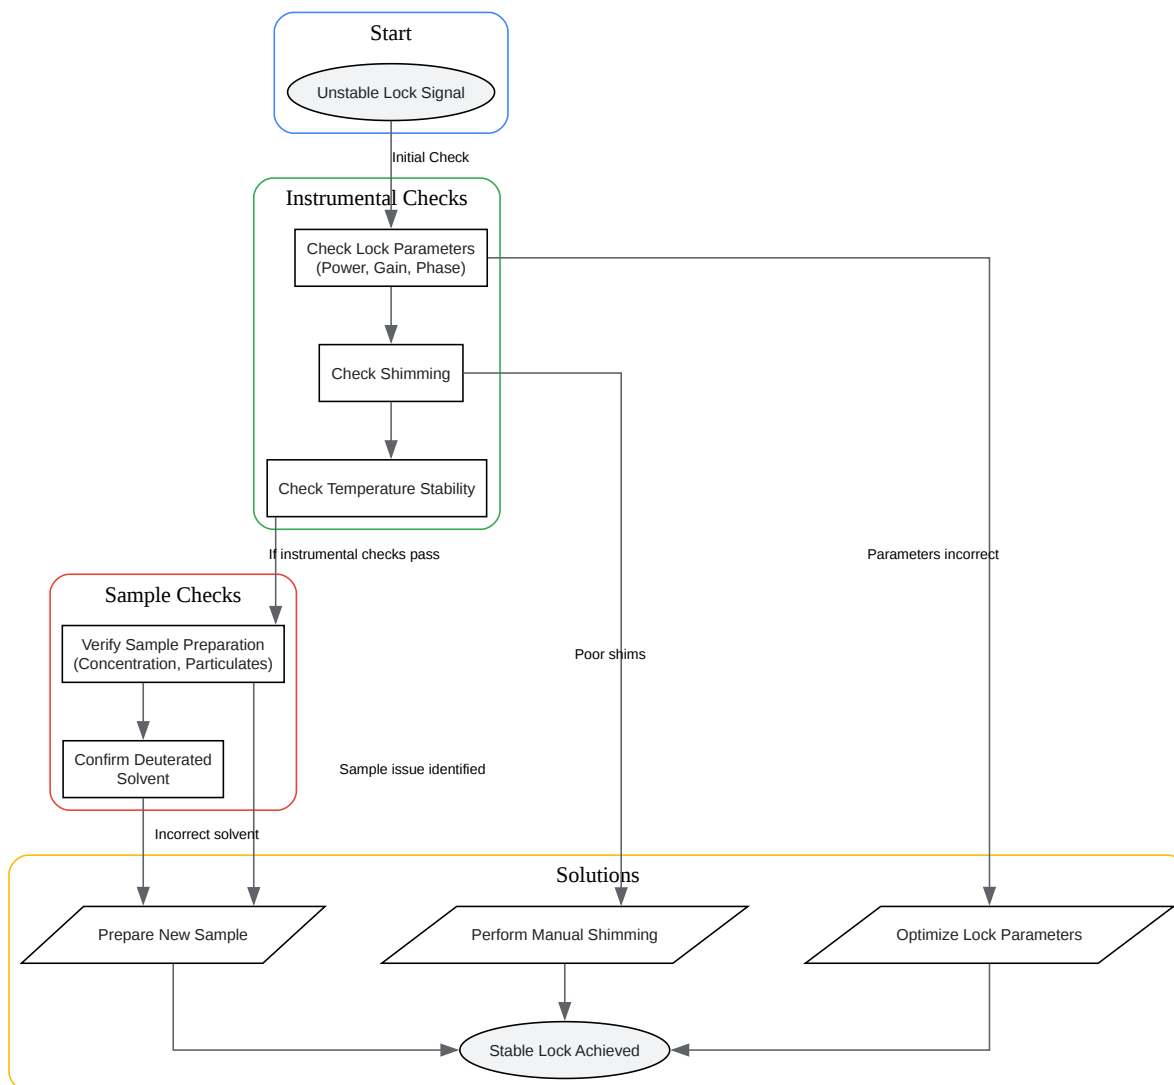 Start
Unstable Lock Signal
Initial Check
Instrumental Checks
Check Lock Parameters
(Power, Gain, Phase)
Check Shimming
Check Temperature Stability
If instrumental checks pass
Parameters incorrect
Sample Checks
Verify Sample Preparation
(Concentration, Particulates)
Poor shims
Confirm Deuterated
Solvent
Sample issue identified
Incorrect solvent
Solutions
Prepare New Sample
Perform Manual Shimming
Optimize Lock Parameters
Stable Lock Achieved